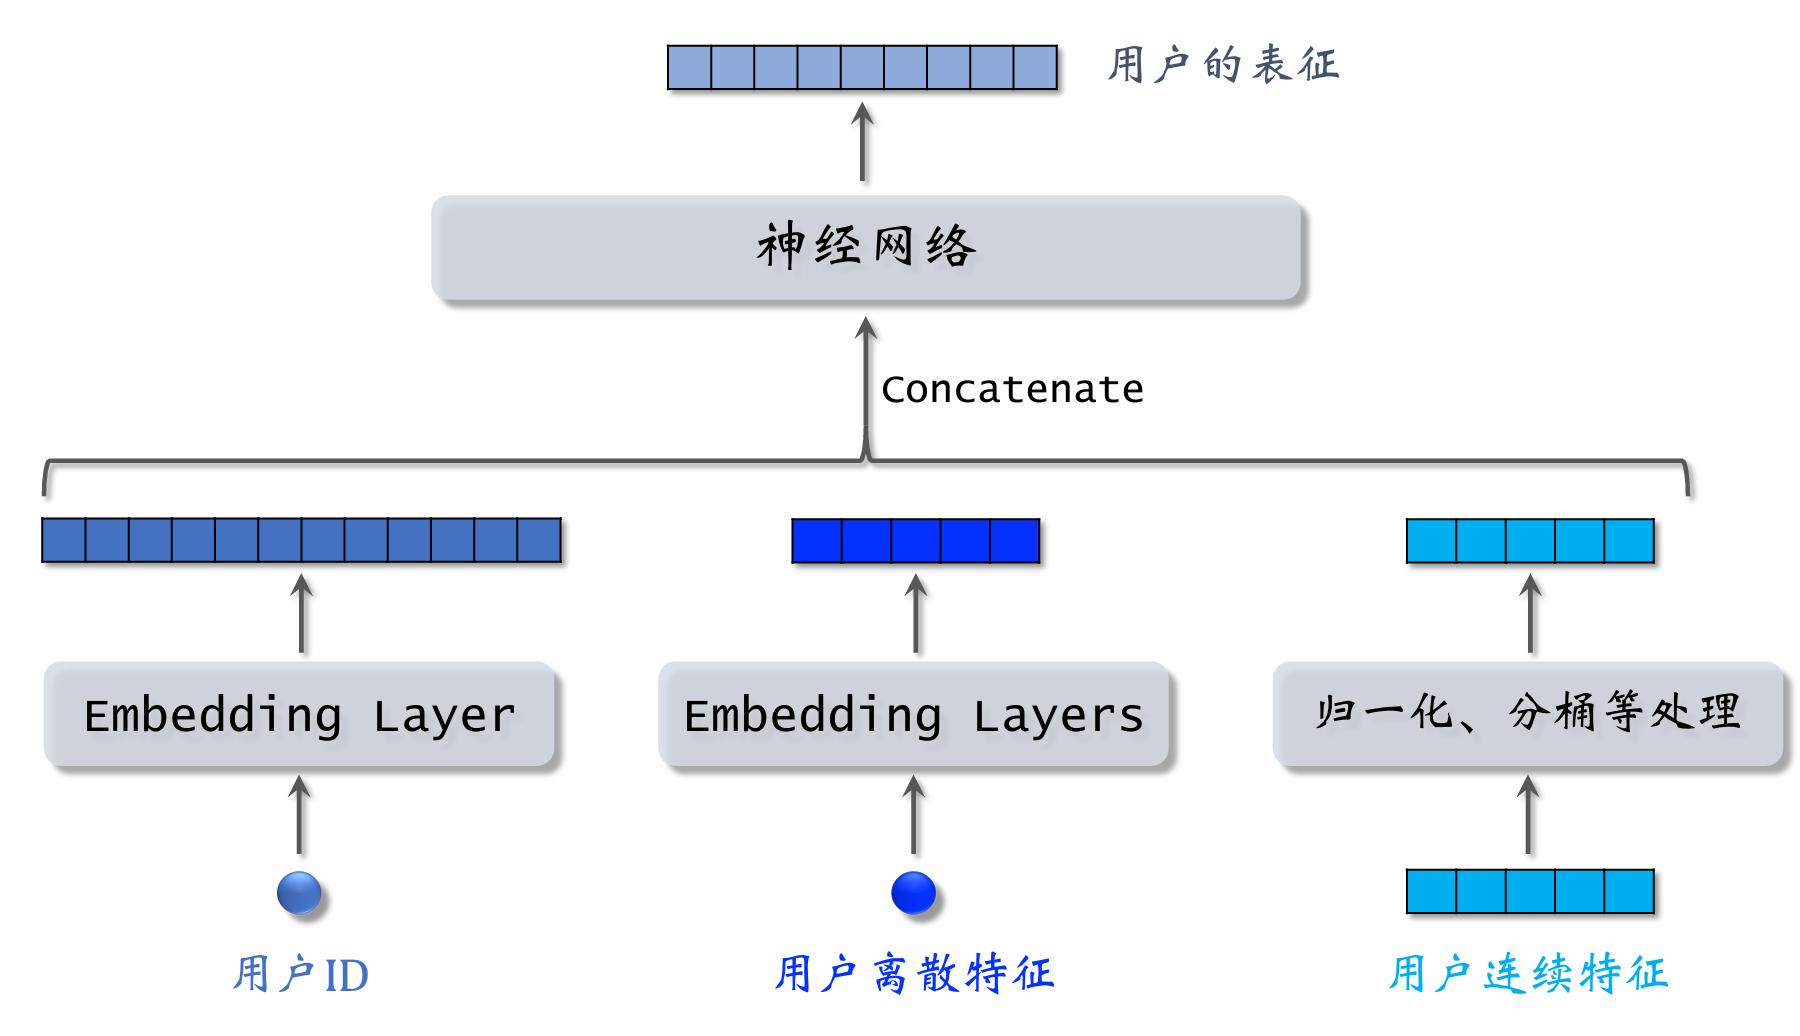 用户的表征
神经网络
Concatenate
Embedding Layer
Embedding Layers
归一化、分桶等处理
用户ID
用户离散特征
用户连续特征